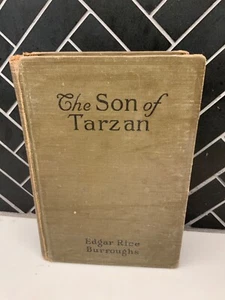 The Son of
Tarzan
Edgar Rice
Burroughs